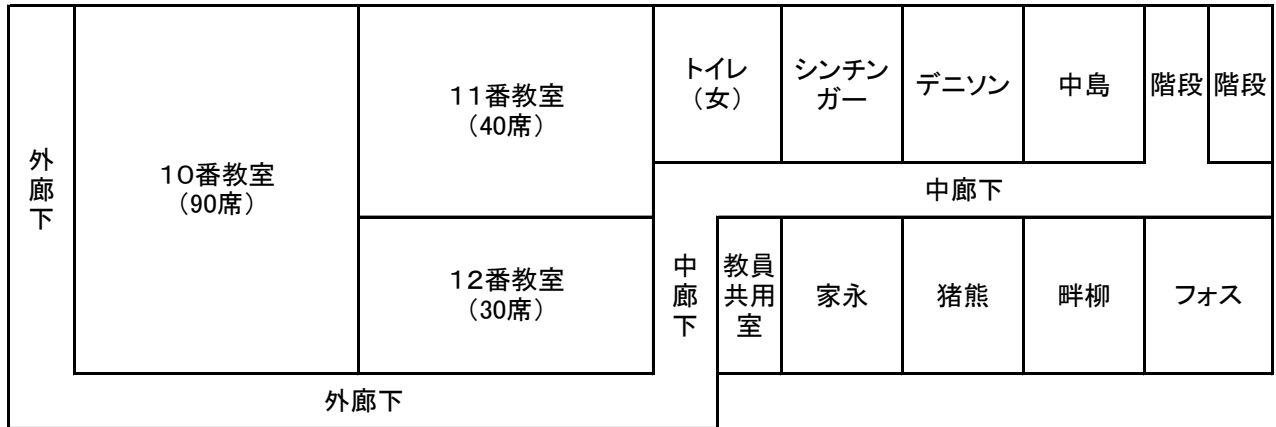 外廊下
10番教室
(90席)
11番教室
(40席)
12番教室
(30席)
トイレ
(女)
シンチン
ガー
デニソン
中島
階段
階段
中廊下
中廊下
教員
共用
室
家永
猪熊
畔柳
フォス
外廊下